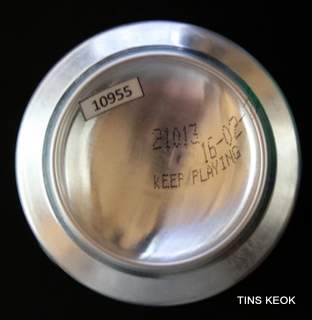 10955
21013
16-02-
KEEP PLAYING
TINS KEOK